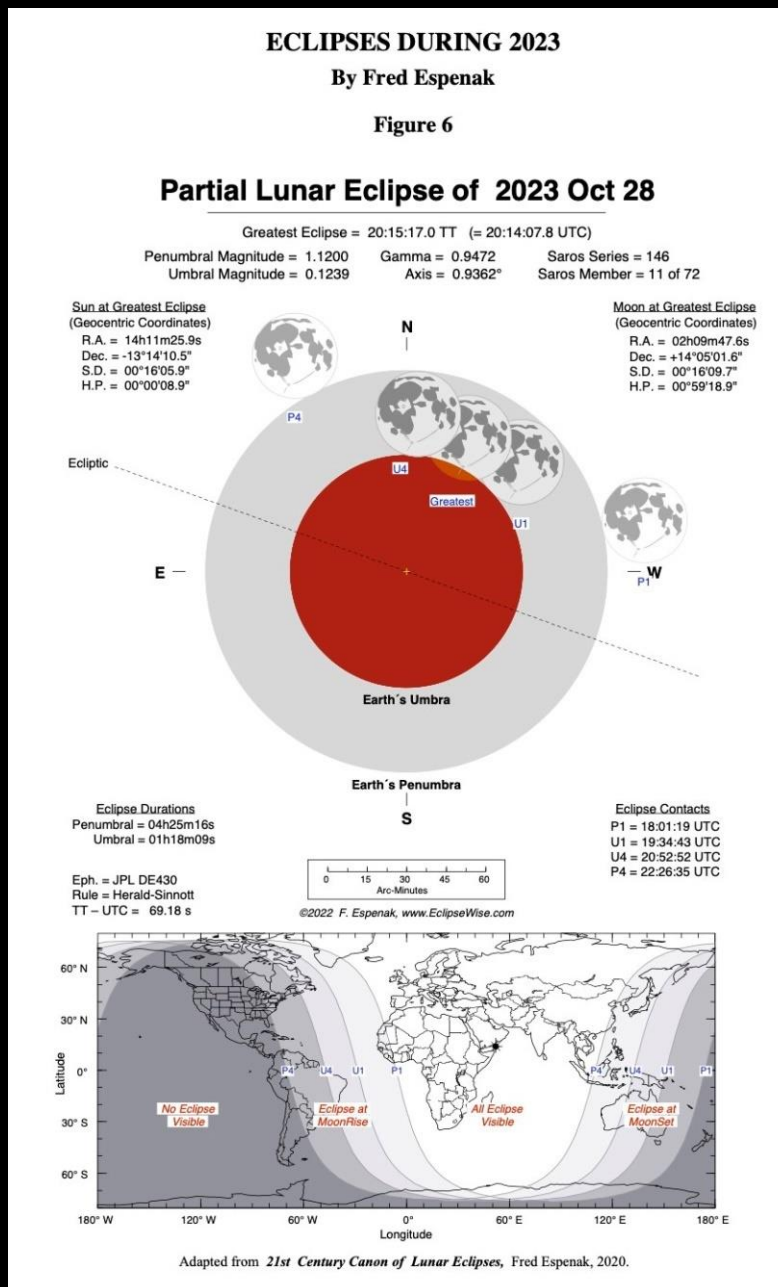 ECLIPSES DURING 2023
By Fred Espenak
Figure 6
Partial Lunar Eclipse of 2023 Oct 28
Greatest Eclipse = 20:15:17.0 TT (= 20:14:07.8 UTC)
Penumbral Magnitude = 1.1200 Gamma = 0.9472 Saros Series = 146
Umbral Magnitude = 0.1239 Axis = 0.9362° Saros Member = 11 of 72
Sun at Greatest Eclipse
(Geocentric Coordinates)
R.A. = 14h11m25.9s
Dec. = -13°14'10.5"
S.D. = 00°16'05.9"
H.P. = 00°00'08.9"
Moon at Greatest Eclipse
(Geocentric Coordinates)
R.A. = 02h09m47.6s
Dec. = +14°05'01.6"
S.D. = 00°16'09.7"
H.P. = 00°59'18.9"
N
P4
Ecliptic
U4
Greatest
U1
E
W
P1
Earth´s Umbra
Earth´s Penumbra
S
Eclipse Durations
Penumbral = 04h25m16s
Umbral = 01h18m09s
Eph. = JPL DE430
Rule = Herald-Sinnott
TT – UTC = 69.18 s
0 15 30 45 60
Arc-Minutes
©2022 F. Espenak, www.EclipseWise.com
Eclipse Contacts
P1 = 18:01:19 UTC
U1 = 19:34:43 UTC
U4 = 20:52:52 UTC
P4 = 22:26:35 UTC
Latitude
60° N
30° N
0°
30° S
60° S
P4 U4 U1 P1 P4 U4 U1 P1
No Eclipse
Visible
Eclipse at
MoonRise
All Eclipse
Visible
Eclipse at
MoonSet
180° W 120° W 60° W 0° 60° E 120° E 180° E
Longitude
Adapted from 21st Century Canon of Lunar Eclipses, Fred Espenak, 2020.